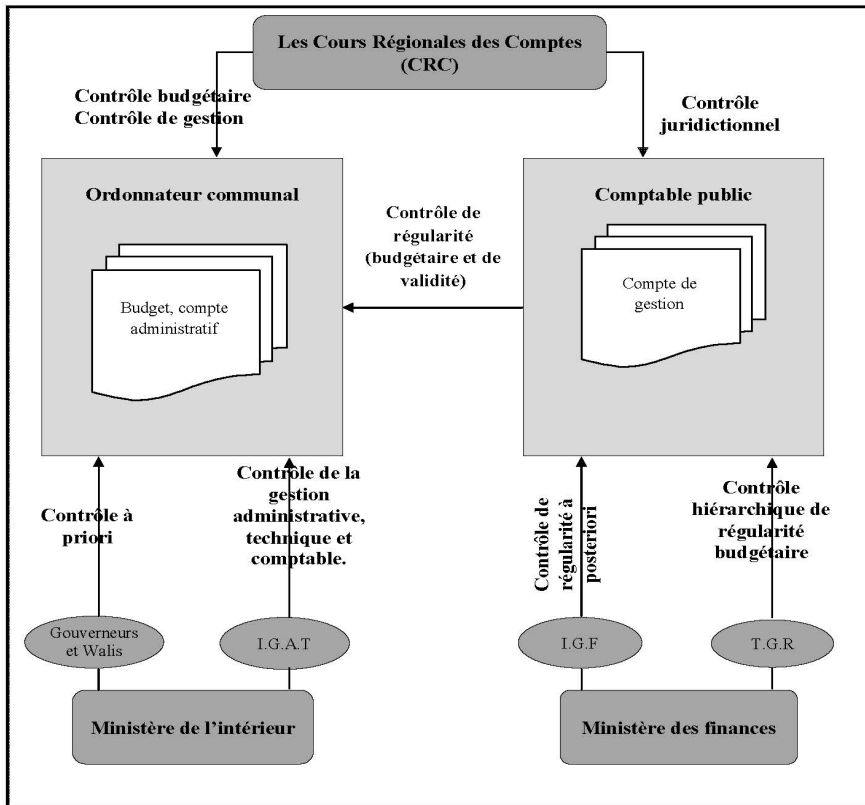 Les Cours Régionales des Comptes
(CRC)
Contrôle budgétaire
Contrôle de gestion
Contrôle
juridictionnel
Ordonnateur communal
Budget, compte
administratif
Contrôle de
régularité
(budgétaire et de
validité)
Comptable public
Compte de
gestion
Contrôle à
priori
Contrôle de la
gestion
administrative,
technique et
comptable.
Contrôle de
régularité à
posteriori
Contrôle
hiérarchique de
régularité
budgétaire
Gouverneurs
et Walis
I.G.A.T
I.G.F
T.G.R
Ministère de l'intérieur
Ministère des finances